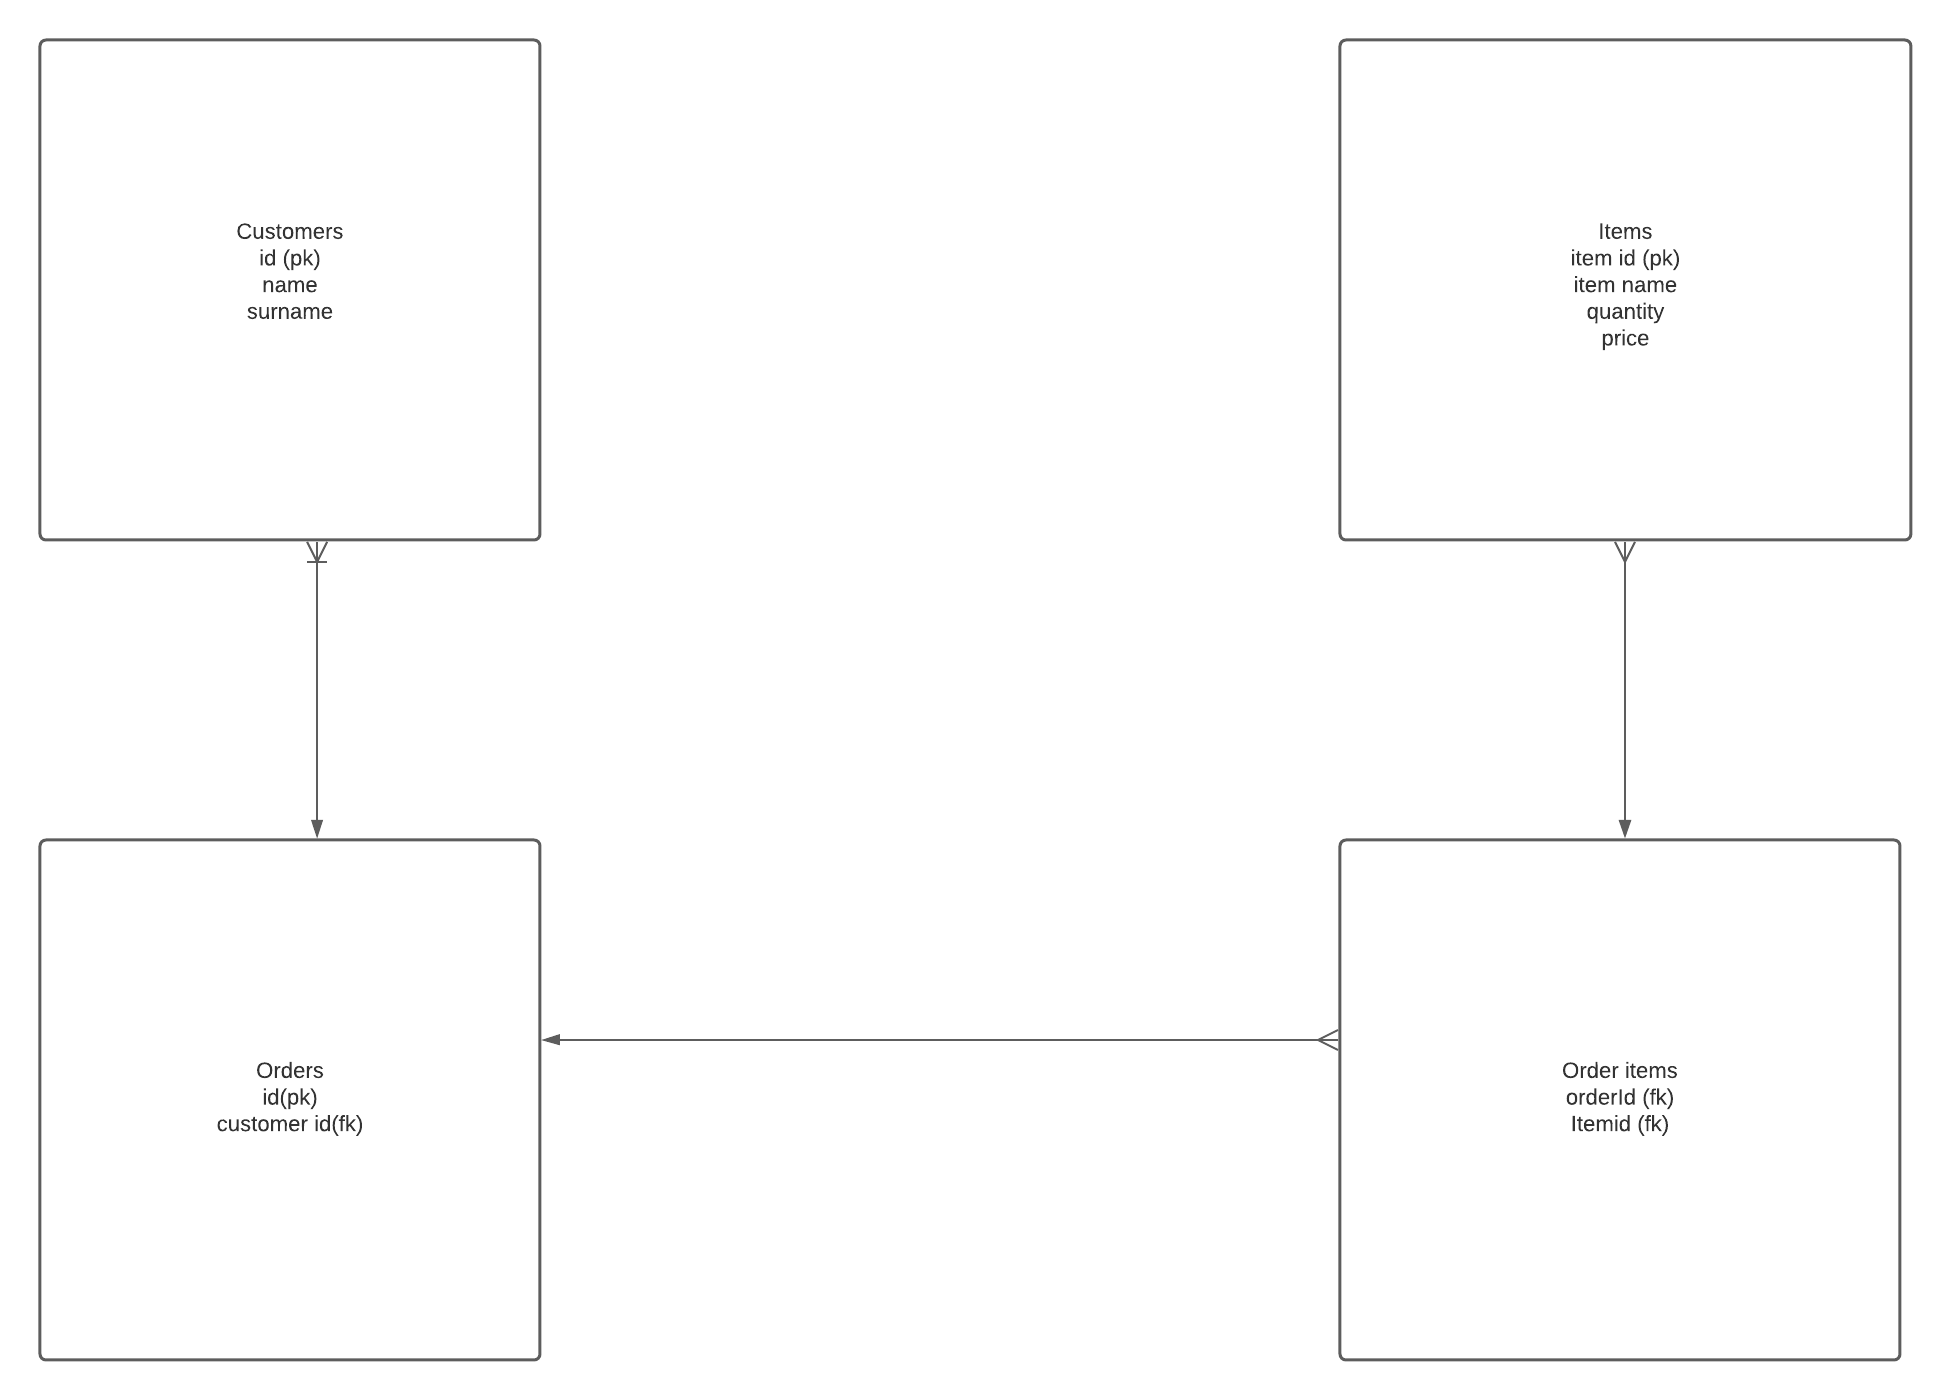 Customers
id (pk)
name
surname
Items
item id (pk)
item name
quantity
price
Orders
id(pk)
customer id(fk)
Order items
orderId (fk)
Itemid (fk)